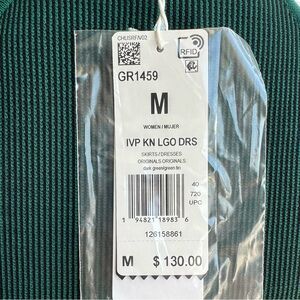 CHUSRFN02
RFID
GR1459
M
WOMEN / MUJER
IVP KN LGO DRS
SKIRTS / DRESSES
ORIGINALS ORIGINALS
dark green/green tin
40
720
UPC
1 94821 18983 6
126158861
M $ 130.00